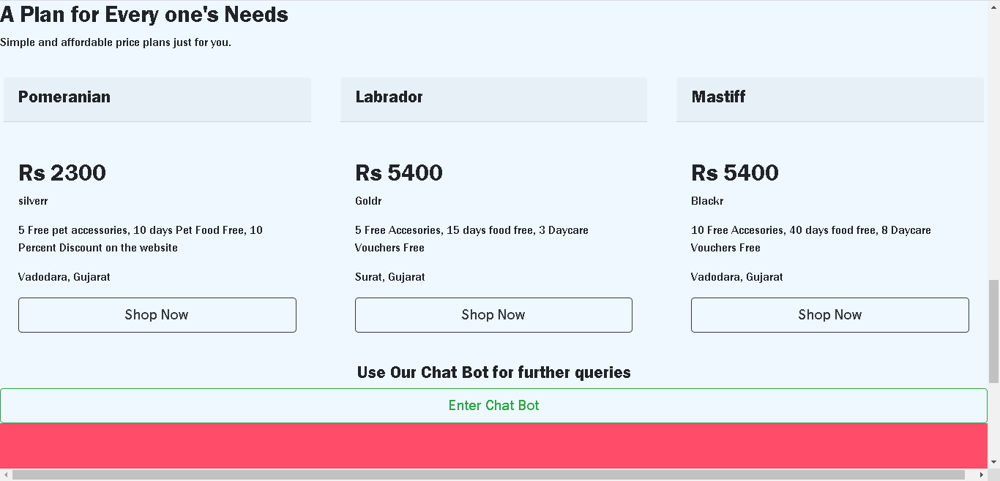 A Plan for Every one's Needs
Simple and affordable price plans just for you.
Pomeranian
Rs 2300
silverr
5 Free pet accessories, 10 days Pet Food Free, 10
Percent Discount on the website
Vadodara, Gujarat
Shop Now
Labrador
Rs 5400
Goldr
5 Free Accesories, 15 days food free, 3 Daycare
Vouchers Free
Surat, Gujarat
Shop Now
Mastiff
Rs 5400
Blackr
10 Free Accesories, 40 days food free, 8 Daycare
Vouchers Free
Vadodara, Gujarat
Shop Now
Use Our Chat Bot for further queries
Enter Chat Bot